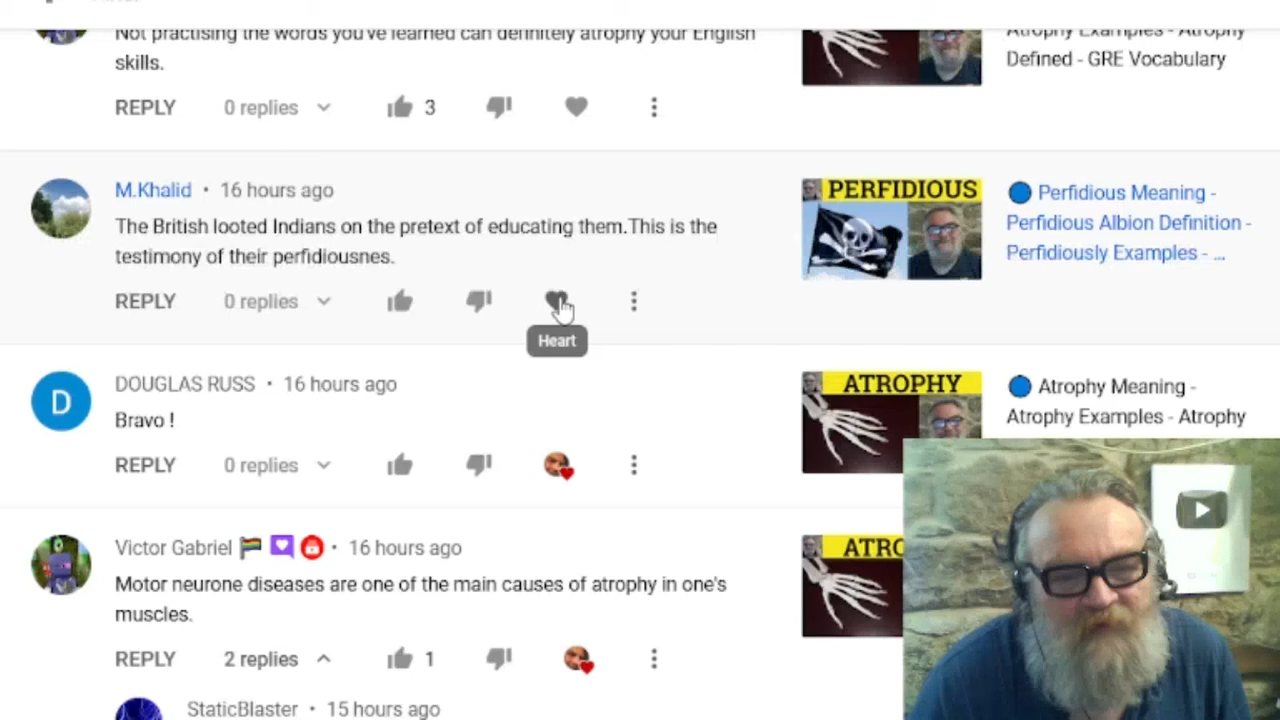 Not practising the words you've learned can definitely atrophy your English
skills.
REPLY 0 replies 3
Atrophy Examples - Atrophy
Defined - GRE Vocabulary
M.Khalid • 16 hours ago
The British looted Indians on the pretext of educating them.This is the
testimony of their perfidiousnes.
REPLY 0 replies
Heart
PERFIDIOUS
Perfidious Meaning -
Perfidious Albion Definition -
Perfidiously Examples - ...
D
DOUGLAS RUSS • 16 hours ago
Bravo !
REPLY 0 replies
ATROPHY
Atrophy Meaning -
Atrophy Examples - Atrophy
Victor Gabriel • 16 hours ago
Motor neurone diseases are one of the main causes of atrophy in one's
muscles.
REPLY 2 replies 1
ATRO
StaticBlaster • 15 hours ago